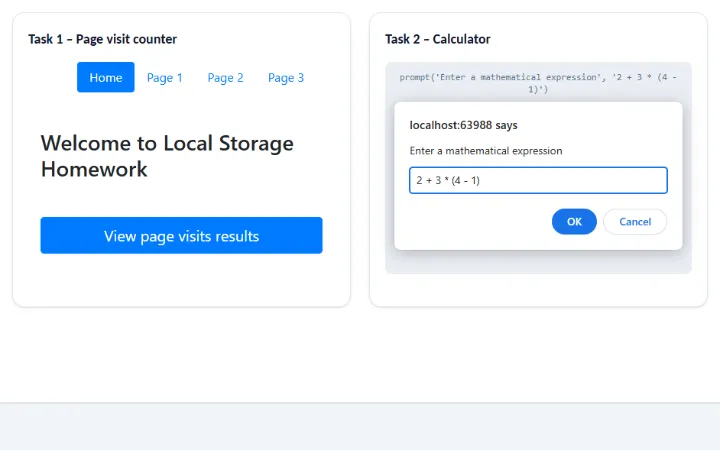 Task 1 – Page visit counter
Home Page 1 Page 2 Page 3
Welcome to Local Storage
Homework
View page visits results
Task 2 – Calculator
prompt('Enter a mathematical expression', '2 + 3 * (4 -
1)')
localhost:63988 says
Enter a mathematical expression
2 + 3 * (4 - 1)
OK Cancel